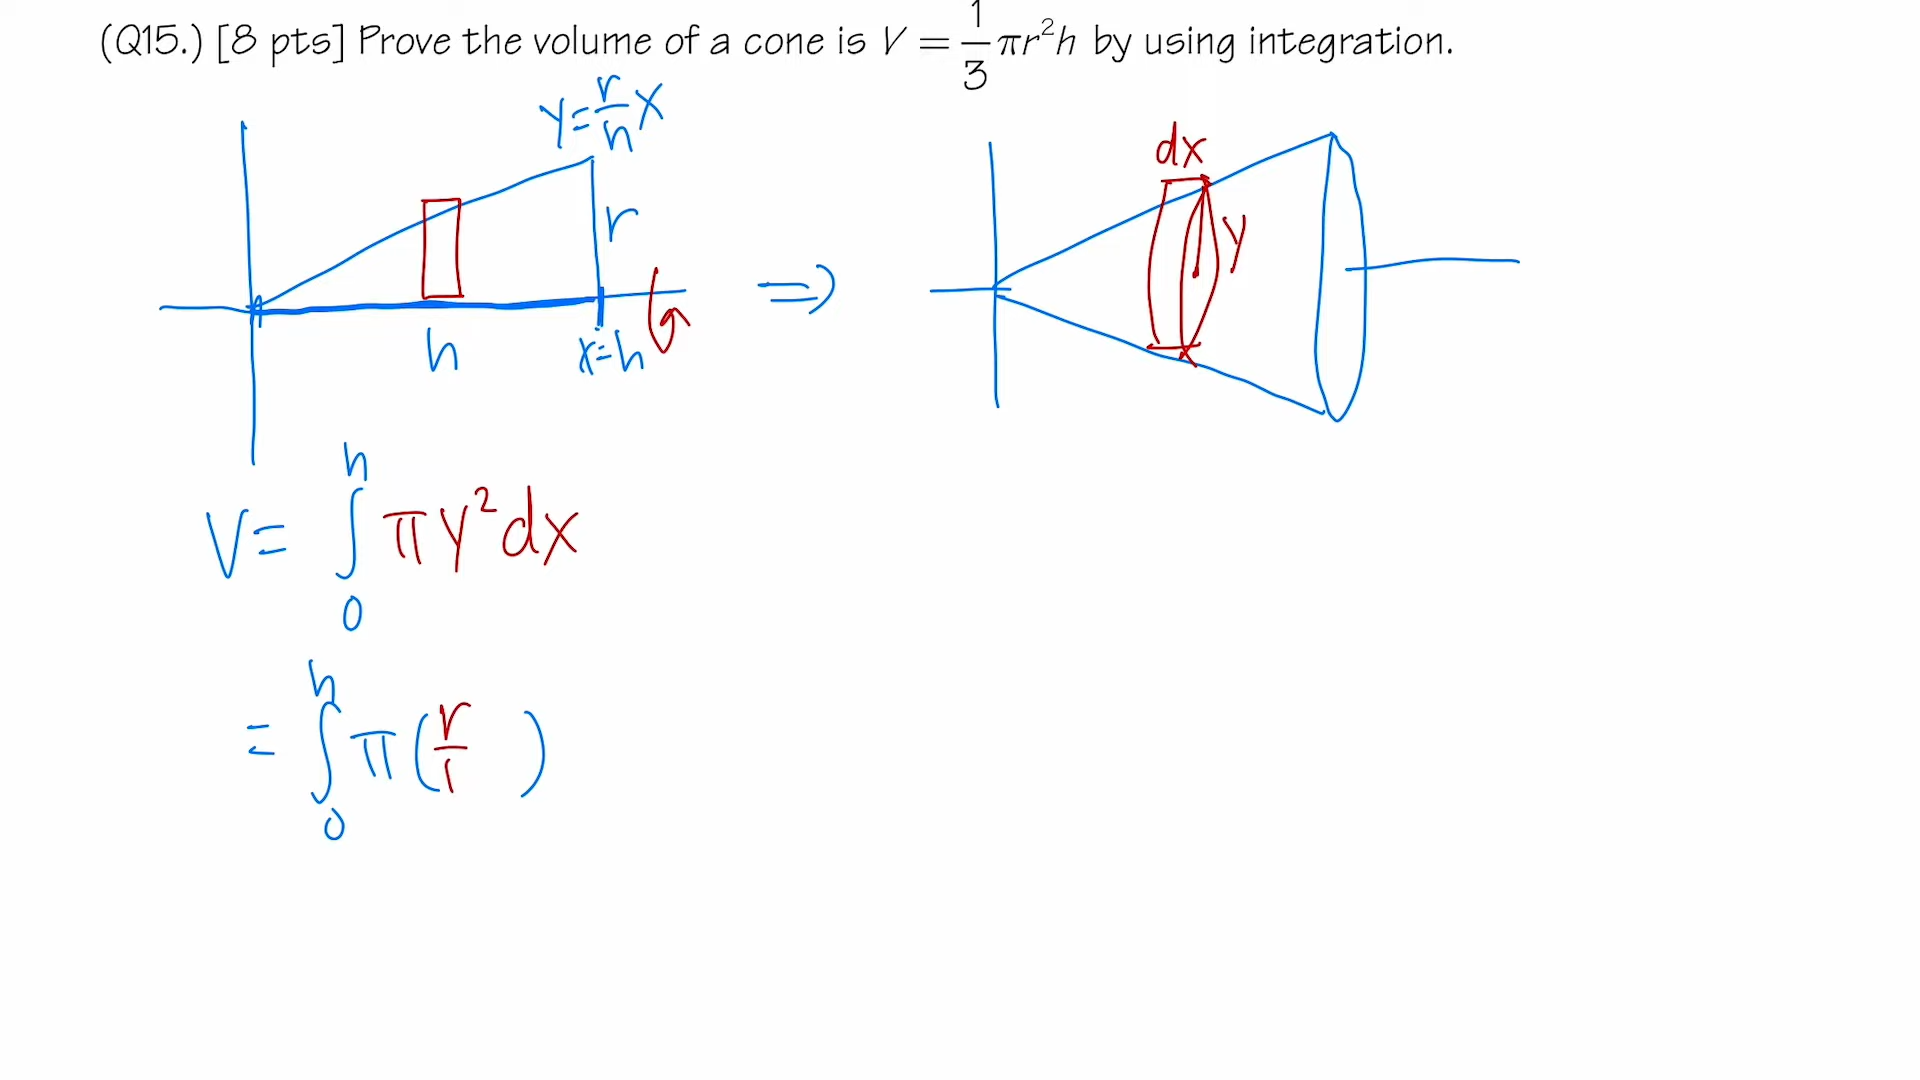 (Q15.) [8 pts] Prove the volume of a cone is V = 1/3 πr²h by using integration.
y = r/h x
r
h
x=h
⇒
dx
y
V = ∫₀ʰ πy²dx
= ∫₀ʰ π(r/ )